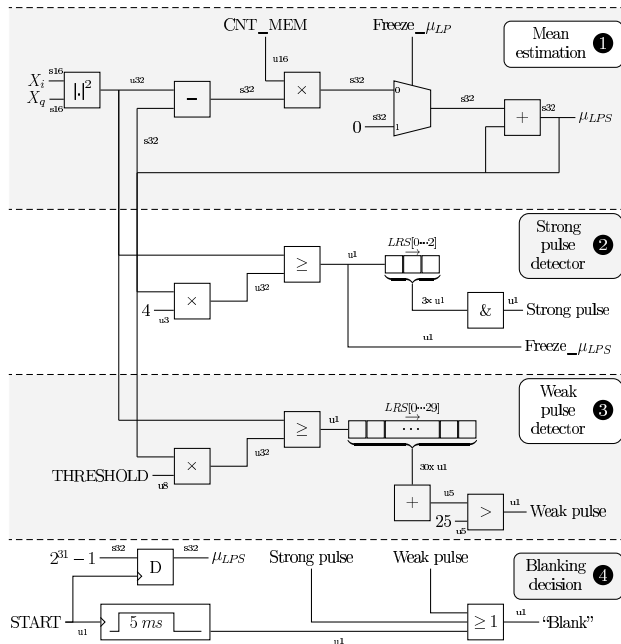 CNT_MEM
Freeze_μLP
Mean estimation 1
u16
Xi s16
Xq s16
|.|²
u32
−
s32
×
s32
0
1
0 s32
s32
+
s32
μLPS
s32
Strong pulse detector 2
LRS[0···2]
≥
u1
×
u32
4
u3
3x u1
&
u1
Strong pulse
u1
Freeze_μLPS
Weak pulse detector 3
LRS[0···29]
≥
u1
···
×
u32
THRESHOLD
u8
30x u1
+
u5
25
u5
>
u1
Weak pulse
2³¹ − 1
s32
D
s32
μLPS
Strong pulse
Weak pulse
Blanking decision 4
START
u1
5 ms
u1
≥ 1
u1
“Blank”